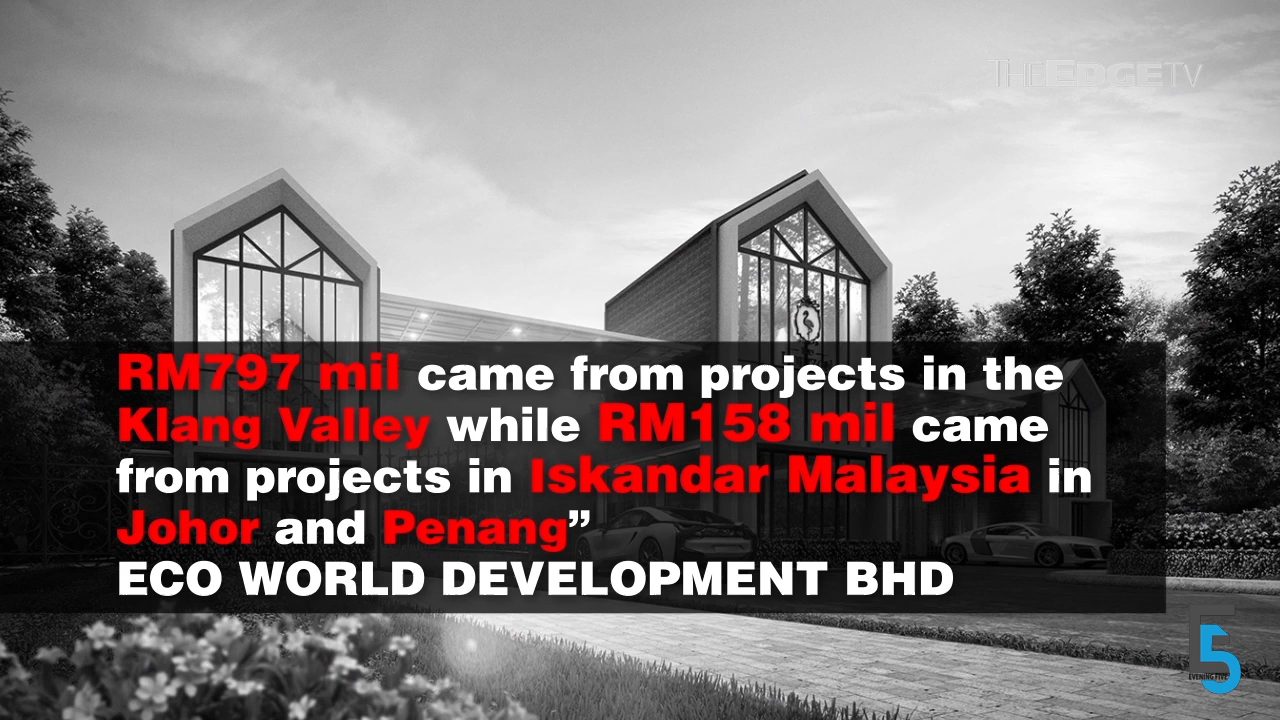 THEEDGETV
RM797 mil came from projects in the
Klang Valley while RM158 mil came
from projects in Iskandar Malaysia in
Johor and Penang”
ECO WORLD DEVELOPMENT BHD
E5
EVENING FIVE